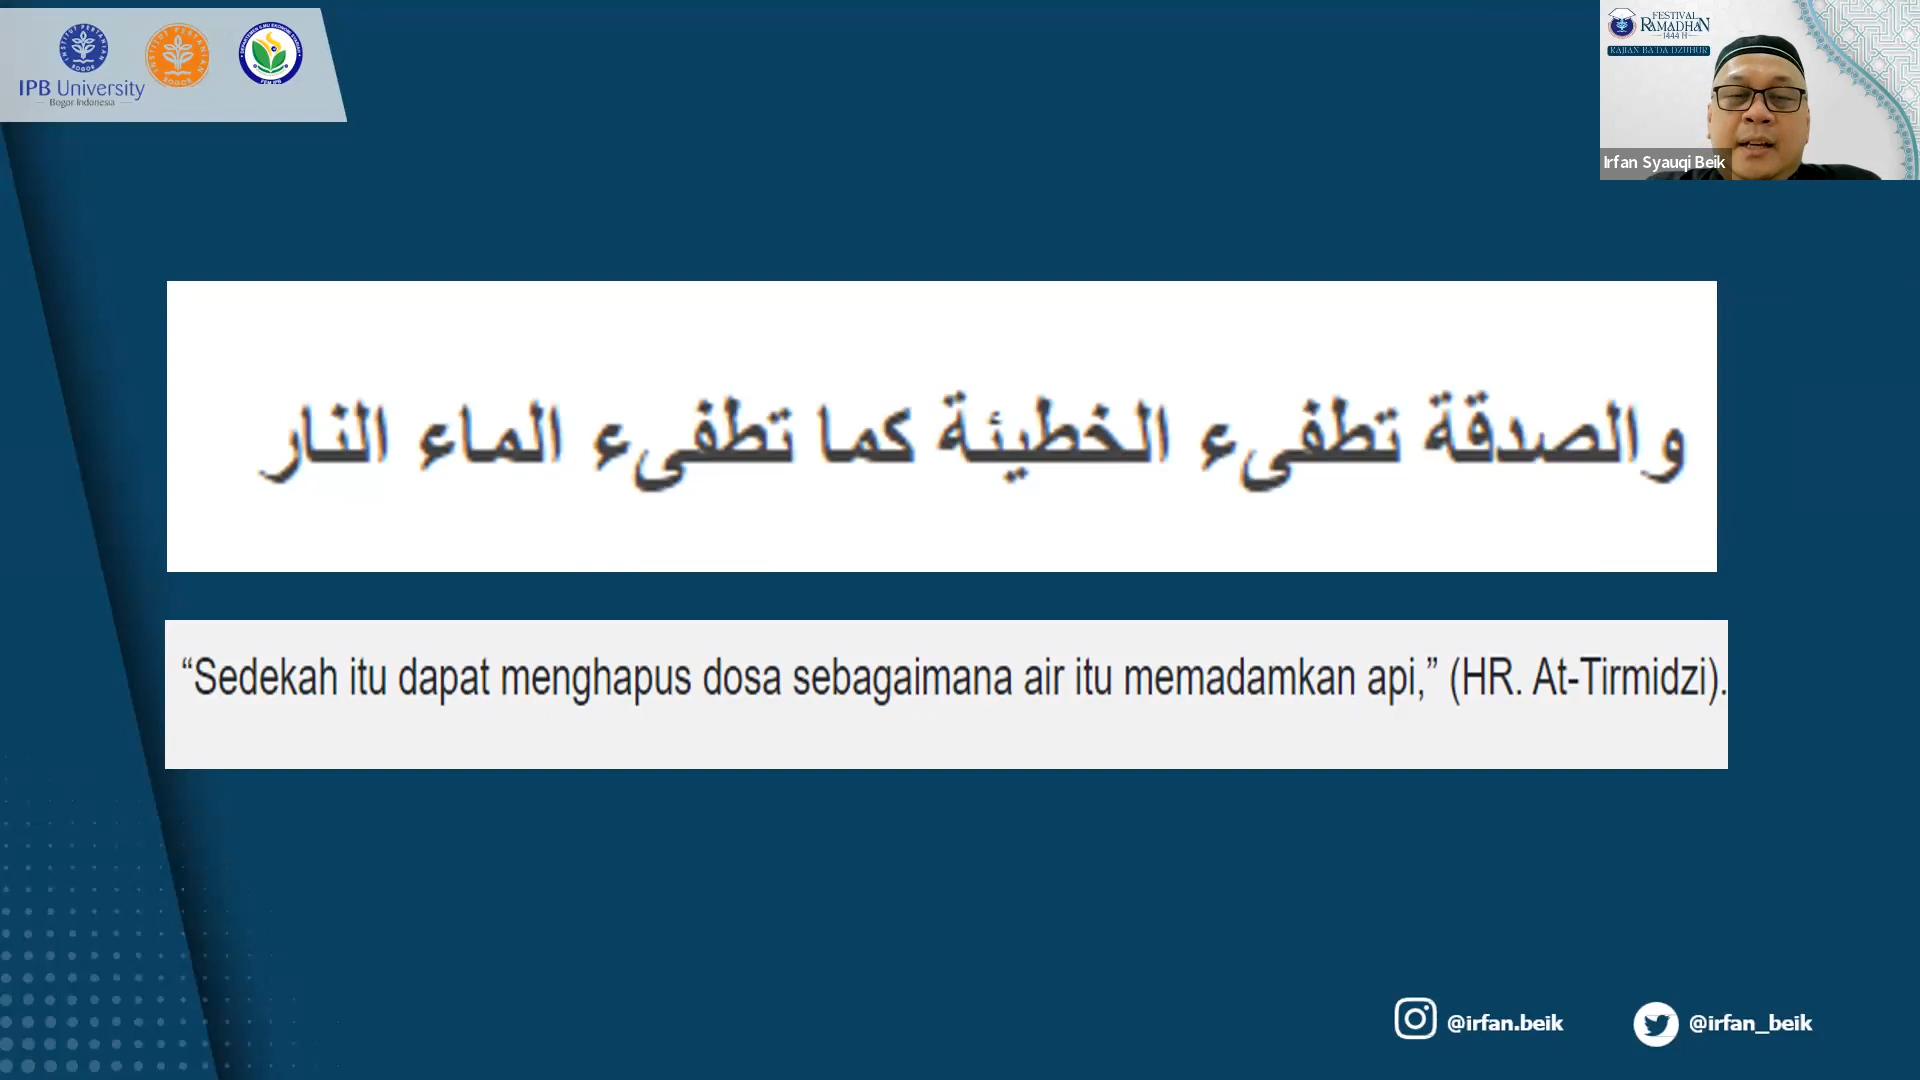 IPB University
Bogor Indonesia
FESTIVAL
RAMADHAN
1444 H
KAJIAN BA'DA DZUHUR
Irfan Syauqi Beik
والصدقة تطفىء الخطيئة كما تطفىء الماء النار
“Sedekah itu dapat menghapus dosa sebagaimana air itu memadamkan api,” (HR. At-Tirmidzi).
@irfan.beik
@irfan_beik